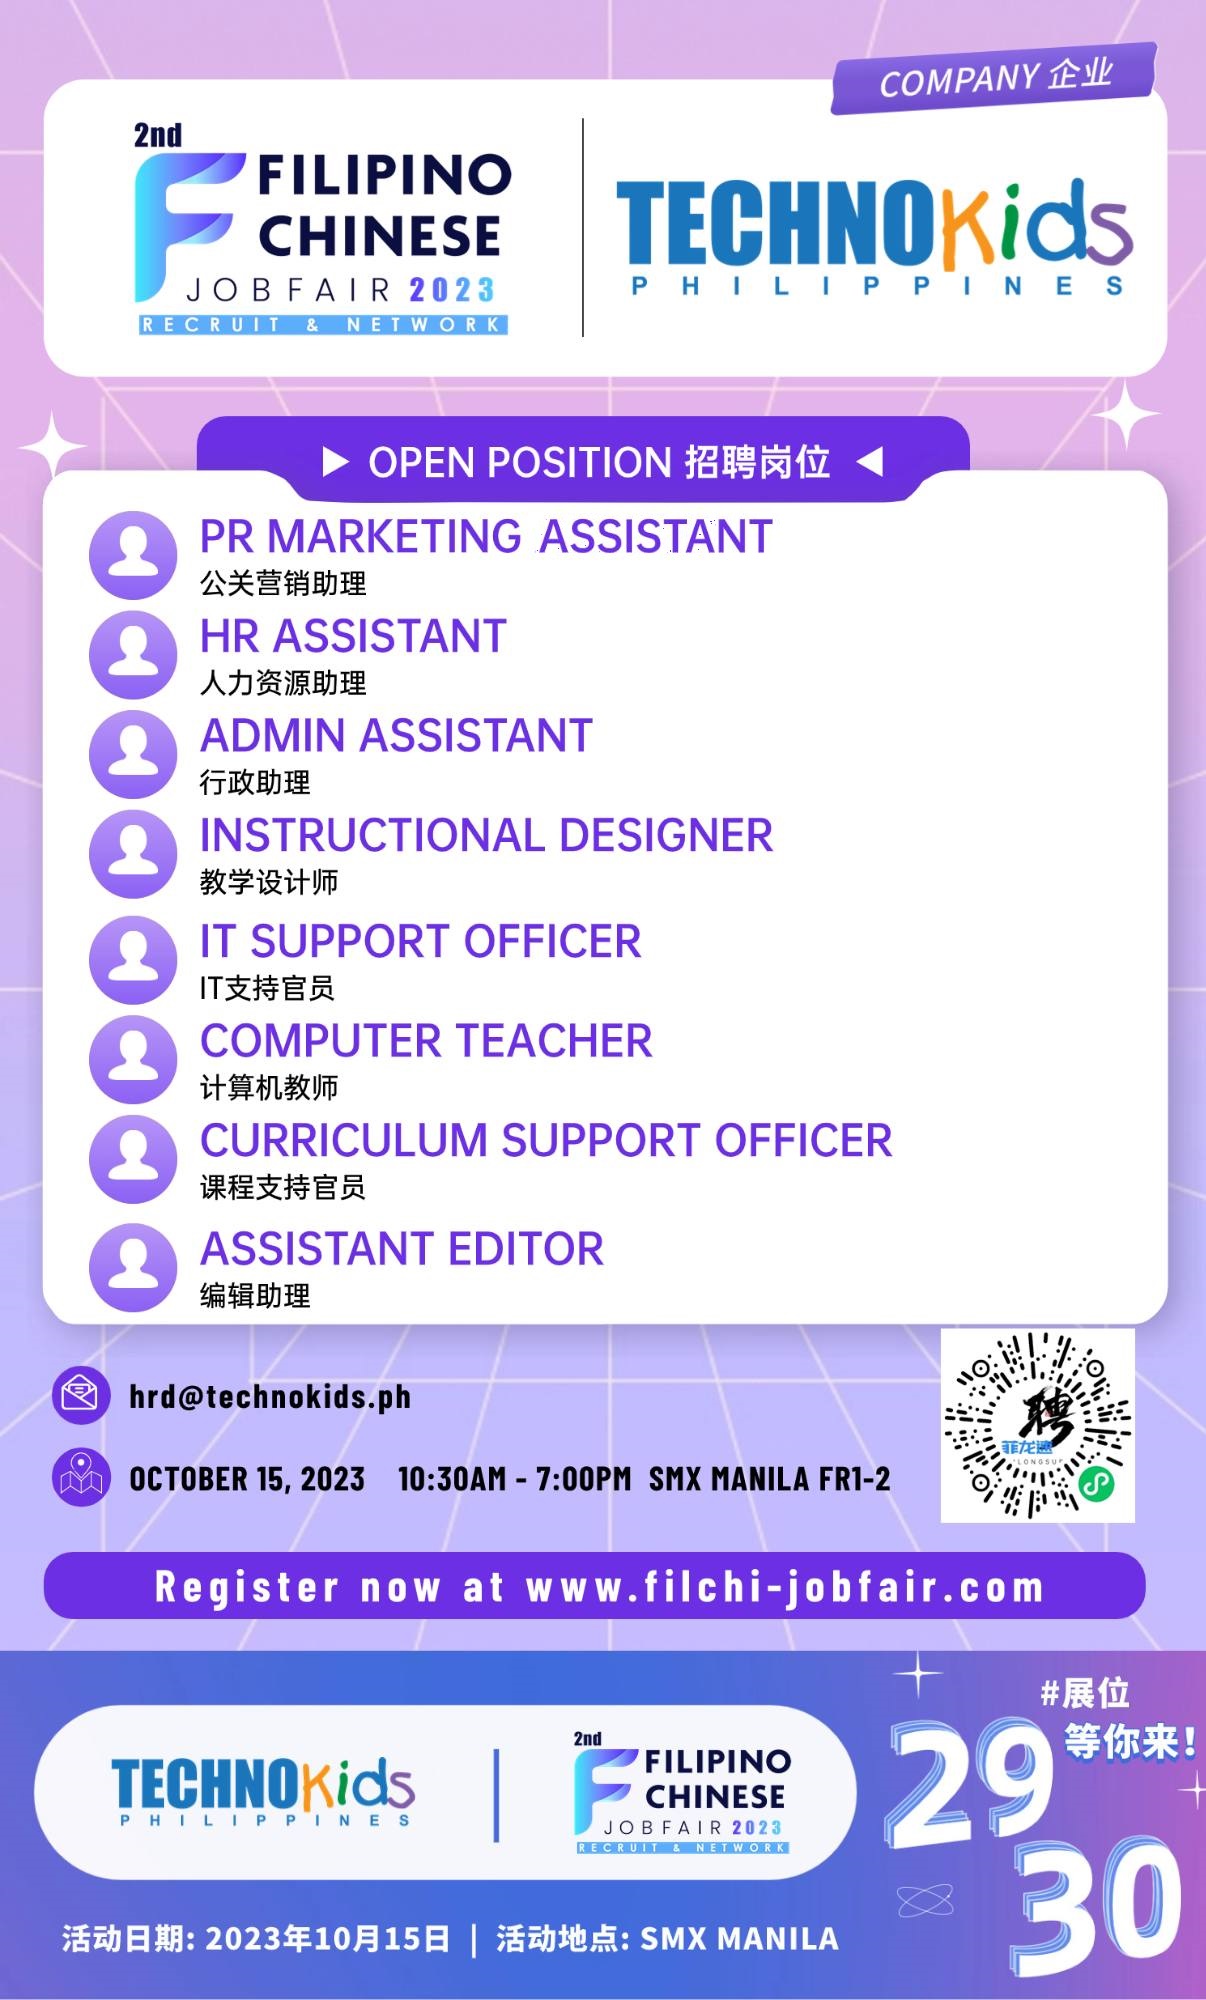 COMPANY 企业
2nd
FILIPINO
CHINESE
JOBFAIR 2023
RECRUIT & NETWORK
TECHNOKids
PHILIPPINES
OPEN POSITION 招聘岗位
PR MARKETING ASSISTANT
公关营销助理
HR ASSISTANT
人力资源助理
ADMIN ASSISTANT
行政助理
INSTRUCTIONAL DESIGNER
教学设计师
IT SUPPORT OFFICER
IT支持官员
COMPUTER TEACHER
计算机教师
CURRICULUM SUPPORT OFFICER
课程支持官员
ASSISTANT EDITOR
编辑助理
hrd@technokids.ph
聘
菲龙速
OCTOBER 15, 2023 10:30AM - 7:00PM SMX MANILA FR1-2
Register now at www.filchi-jobfair.com
TECHNOKids
PHILIPPINES
2nd
FILIPINO
CHINESE
JOBFAIR 2023
RECRUIT & NETWORK
#展位
等你来!
29
30
活动日期: 2023年10月15日 | 活动地点: SMX MANILA